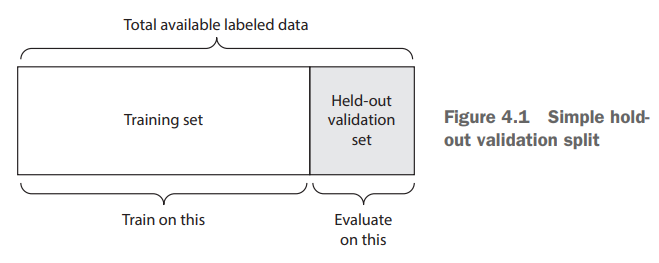 Total available labeled data
Training set
Held-out
validation
set
Train on this
Evaluate
on this
Figure 4.1 Simple hold-
out validation split